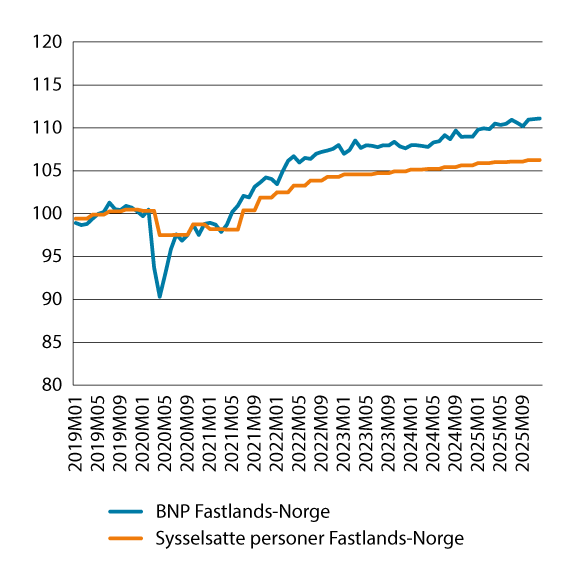 120
115
110
105
100
95
90
85
80
2019M01
2019M05
2019M09
2020M01
2020M05
2020M09
2021M01
2021M05
2021M09
2022M01
2022M05
2022M09
2023M01
2023M05
2023M09
2024M01
2024M05
2024M09
2025M01
2025M05
2025M09
BNP Fastlands-Norge
Sysselsatte personer Fastlands-Norge